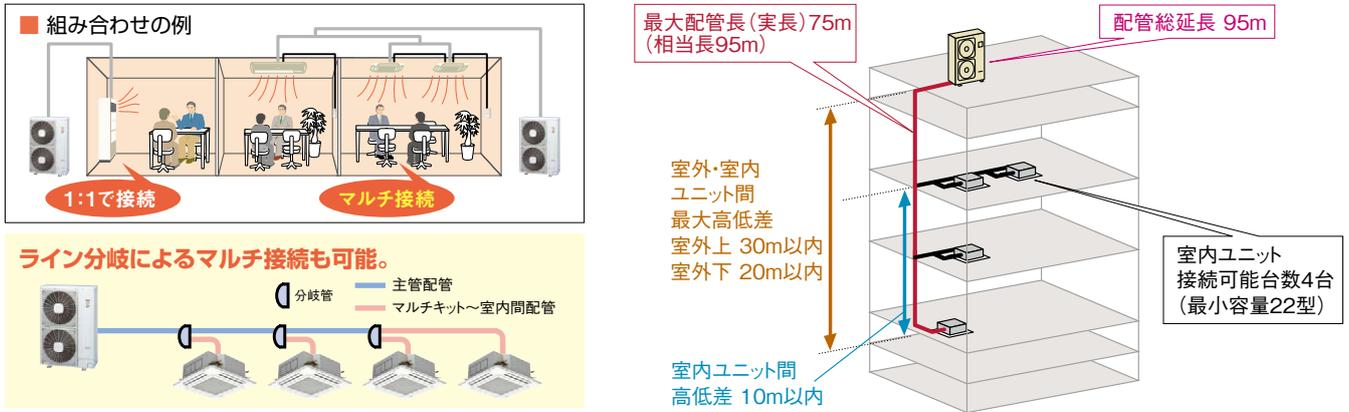 ■ 組み合わせの例
1:1で接続
マルチ接続
ライン分岐によるマルチ接続も可能。
分岐管
主管配管
マルチキット〜室内間配管
最大配管長(実長)75m
(相当長95m)
配管総延長 95m
室外・室内
ユニット間
最大高低差
室外上 30m以内
室外下 20m以内
室内ユニット
接続可能台数4台
(最小容量22型)
室内ユニット間
高低差 10m以内